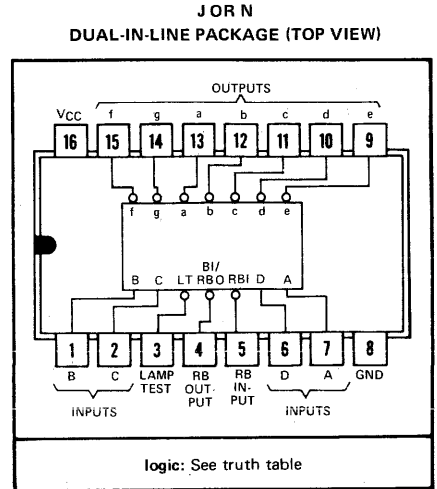 J OR N
DUAL-IN-LINE PACKAGE (TOP VIEW)
OUTPUTS
VCC f g a b c d e
16 15 14 13 12 11 10 9
f g a b c d e
BI/
B C LT RBO RBI D A
1 2 3 4 5 6 7 8
B C LAMP RB RB D A GND
TEST OUT- IN-
PUT PUT
INPUTS INPUTS
logic: See truth table